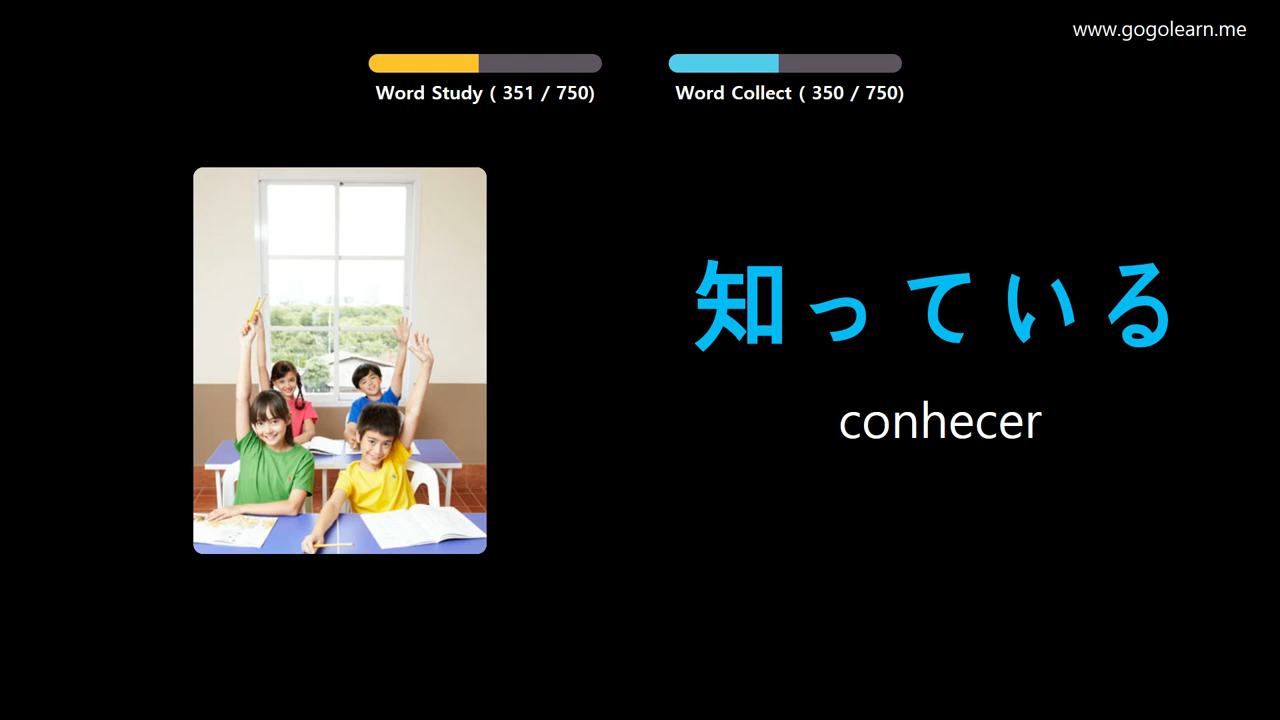 www.gogolearn.me
Word Study ( 351 / 750)
Word Collect ( 350 / 750)
知っている
conhecer